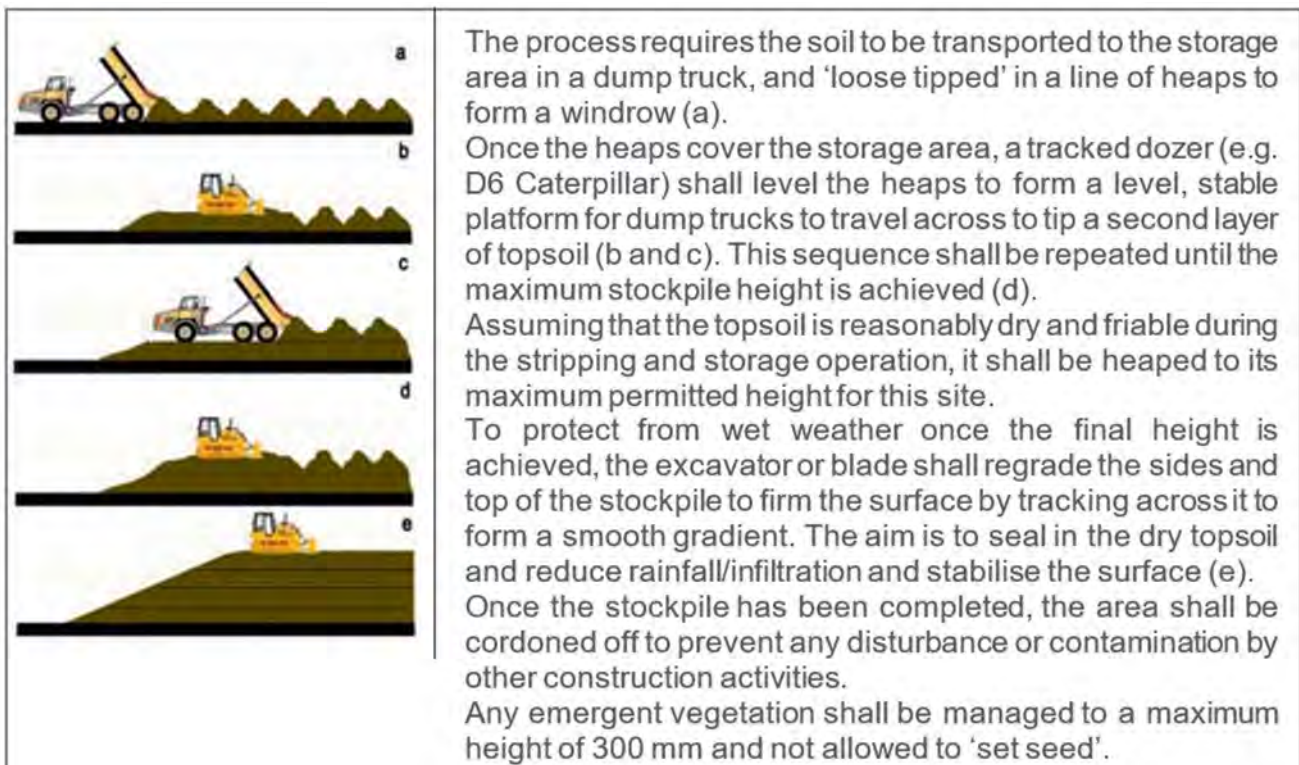 a
b
c
d
e
The process requires the soil to be transported to the storage
area in a dump truck, and ‘loose tipped’ in a line of heaps to
form a windrow (a).
Once the heaps cover the storage area, a tracked dozer (e.g.
D6 Caterpillar) shall level the heaps to form a level, stable
platform for dump trucks to travel across to tip a second layer
of topsoil (b and c). This sequence shall be repeated until the
maximum stockpile height is achieved (d).
Assuming that the topsoil is reasonably dry and friable during
the stripping and storage operation, it shall be heaped to its
maximum permitted height for this site.
To protect from wet weather once the final height is
achieved, the excavator or blade shall regrade the sides and
top of the stockpile to firm the surface by tracking across it to
form a smooth gradient. The aim is to seal in the dry topsoil
and reduce rainfall/infiltration and stabilise the surface (e).
Once the stockpile has been completed, the area shall be
cordoned off to prevent any disturbance or contamination by
other construction activities.
Any emergent vegetation shall be managed to a maximum
height of 300 mm and not allowed to ‘set seed’.